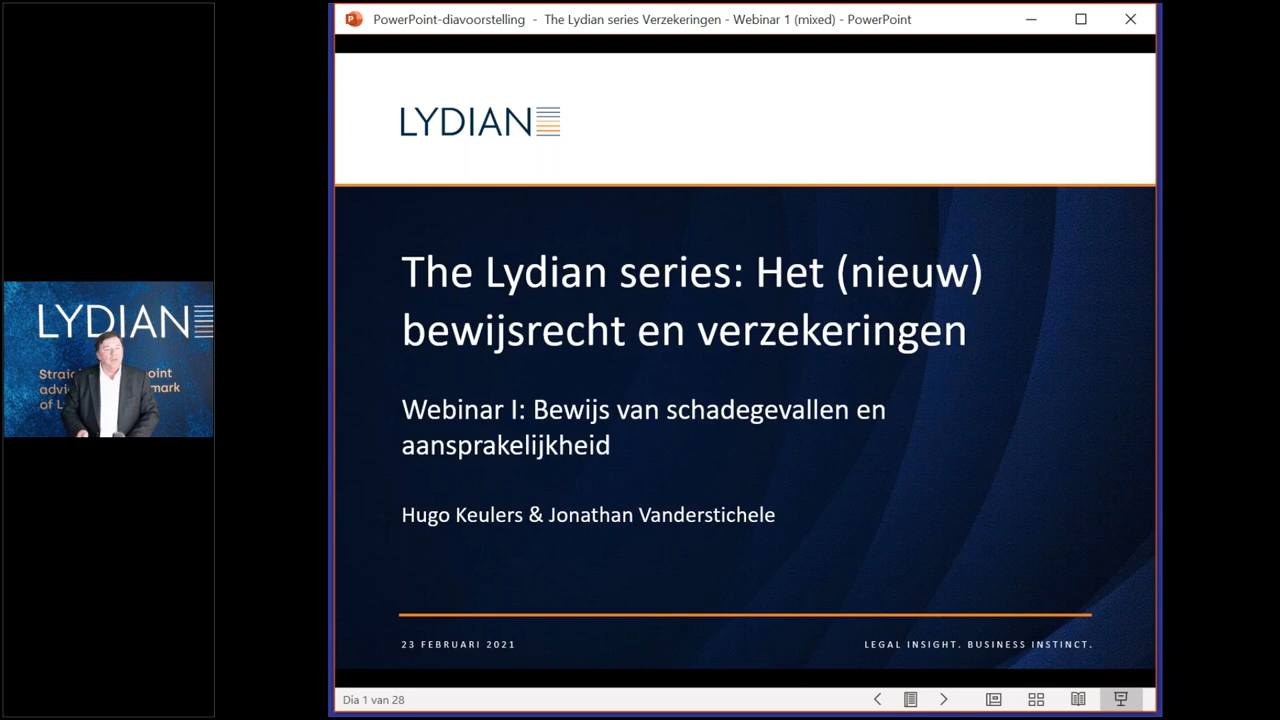 PowerPoint-diavoorstelling - The Lydian series Verzekeringen - Webinar 1 (mixed) - PowerPoint
LYDIAN
The Lydian series: Het (nieuw)
bewijsrecht en verzekeringen
Webinar I: Bewijs van schadegevallen en
aansprakelijkheid
Hugo Keulers & Jonathan Vanderstichele
23 FEBRUARI 2021
LEGAL INSIGHT. BUSINESS INSTINCT.
Dia 1 van 28
LYDIAN
of